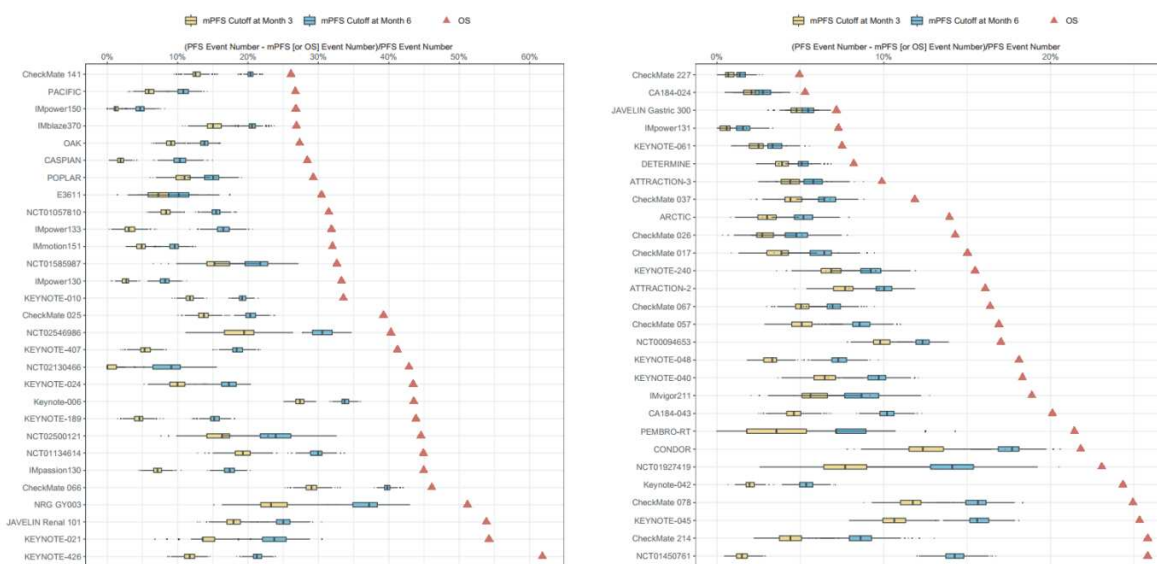 mPFS Cutoff at Month 3 mPFS Cutoff at Month 6 OS
(PFS Event Number - mPFS [or OS] Event Number)/PFS Event Number
0% 10% 20% 30% 40% 50% 60%
CheckMate 141
PACIFIC
IMpower150
IMblaze370
OAK
CASPIAN
POPLAR
E3611
NCT01057810
IMpower133
IMmotion151
NCT01585987
IMpower130
KEYNOTE-010
CheckMate 025
NCT02546986
KEYNOTE-407
NCT02130466
KEYNOTE-024
Keynote-006
KEYNOTE-189
NCT02500121
NCT01134614
IMpassion130
CheckMate 066
NRG GY003
JAVELIN Renal 101
KEYNOTE-021
KEYNOTE-426
mPFS Cutoff at Month 3 mPFS Cutoff at Month 6 OS
(PFS Event Number - mPFS [or OS] Event Number)/PFS Event Number
0% 10% 20%
CheckMate 227
CA184-024
JAVELIN Gastric 300
IMpower131
KEYNOTE-061
DETERMINE
ATTRACTION-3
CheckMate 037
ARCTIC
CheckMate 026
CheckMate 017
KEYNOTE-240
ATTRACTION-2
CheckMate 067
CheckMate 057
NCT00094653
KEYNOTE-048
KEYNOTE-040
IMvigor211
CA184-043
PEMBRO-RT
CONDOR
NCT01927419
Keynote-042
CheckMate 078
KEYNOTE-045
CheckMate 214
NCT01450761